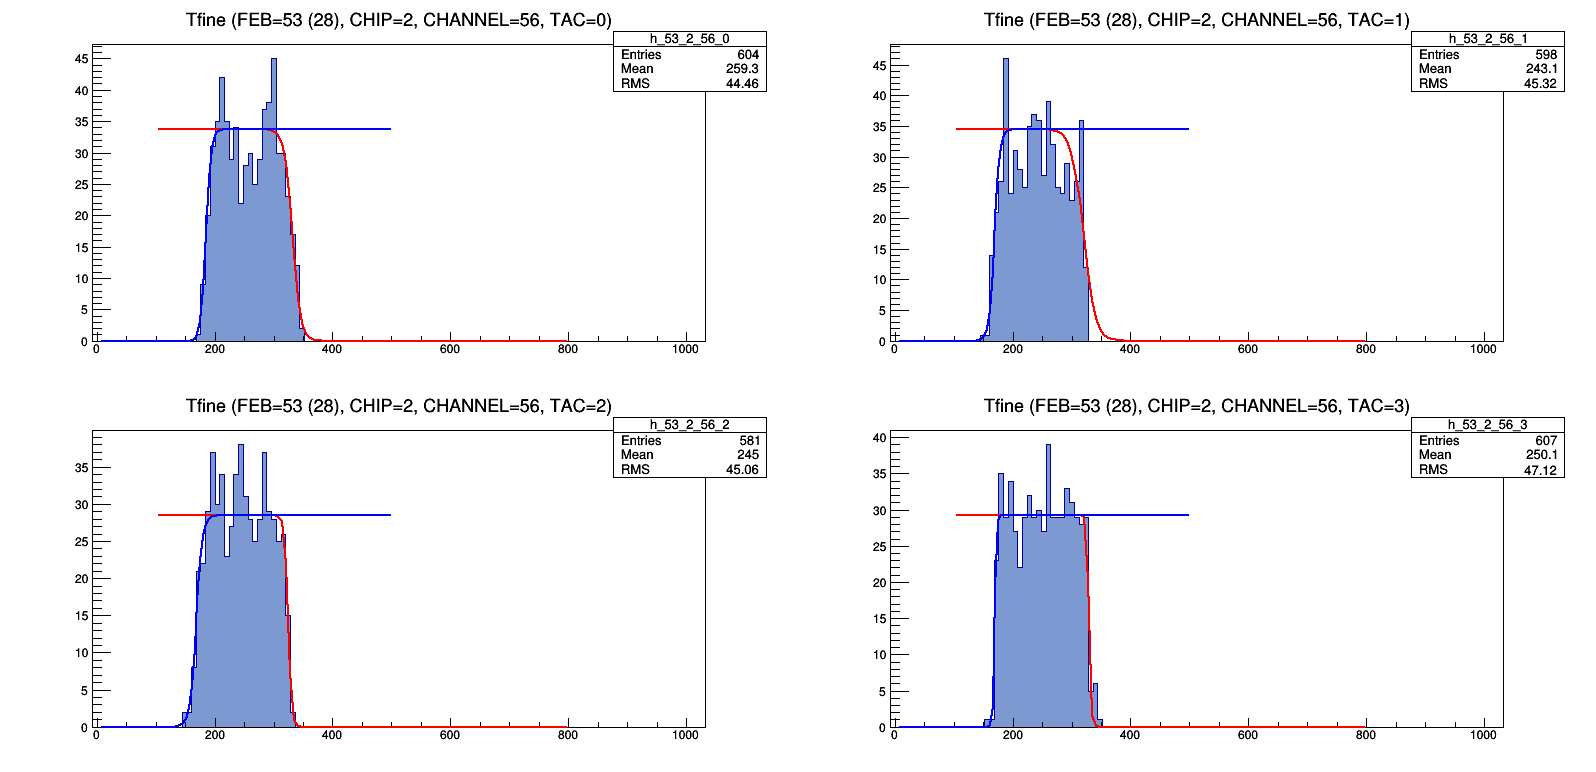 Tfine (FEB=53 (28), CHIP=2, CHANNEL=56, TAC=0)
h_53_2_56_0
Entries 604
Mean 259.3
RMS 44.46
45
40
35
30
25
20
15
10
5
0
0 200 400 600 800 1000
Tfine (FEB=53 (28), CHIP=2, CHANNEL=56, TAC=1)
h_53_2_56_1
Entries 598
Mean 243.1
RMS 45.32
45
40
35
30
25
20
15
10
5
0
0 200 400 600 800 1000
Tfine (FEB=53 (28), CHIP=2, CHANNEL=56, TAC=2)
h_53_2_56_2
Entries 581
Mean 245
RMS 45.06
35
30
25
20
15
10
5
0
0 200 400 600 800 1000
Tfine (FEB=53 (28), CHIP=2, CHANNEL=56, TAC=3)
h_53_2_56_3
Entries 607
Mean 250.1
RMS 47.12
40
35
30
25
20
15
10
5
0
0 200 400 600 800 1000